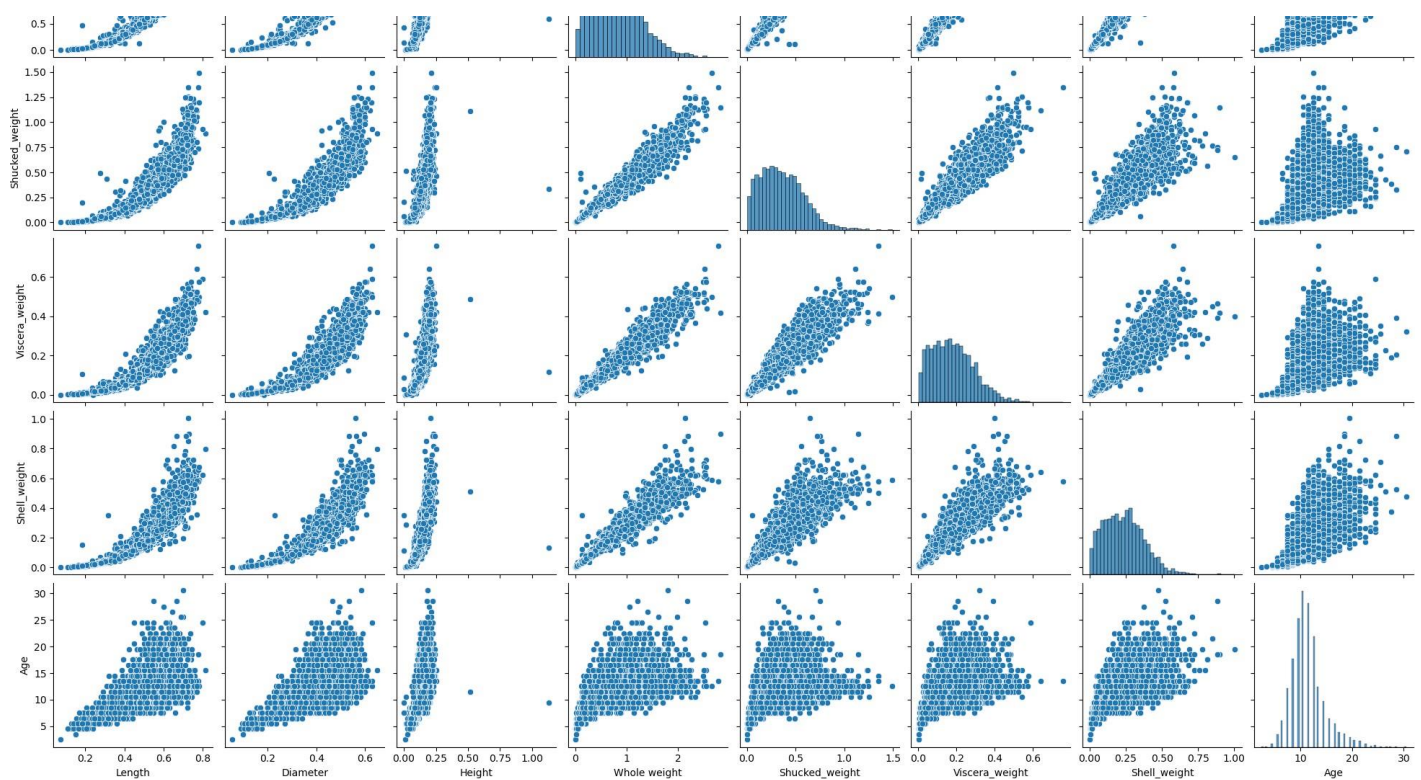 0.5
0.0
1.50
1.25
1.00
0.75
0.50
0.25
0.00
Shucked_weight
0.6
0.4
0.2
0.0
Viscera_weight
1.0
0.8
0.6
0.4
0.2
0.0
Shell_weight
30
25
20
15
10
5
Age
0.2 0.4 0.6 0.8
0.2 0.4 0.6
0.00 0.25 0.50 0.75 1.00
0 1 2
0.0 0.5 1.0 1.5
0.0 0.2 0.4 0.6
0.00 0.25 0.50 0.75 1.00
10 20 30
Length Diameter Height Whole weight Shucked_weight Viscera_weight Shell_weight Age